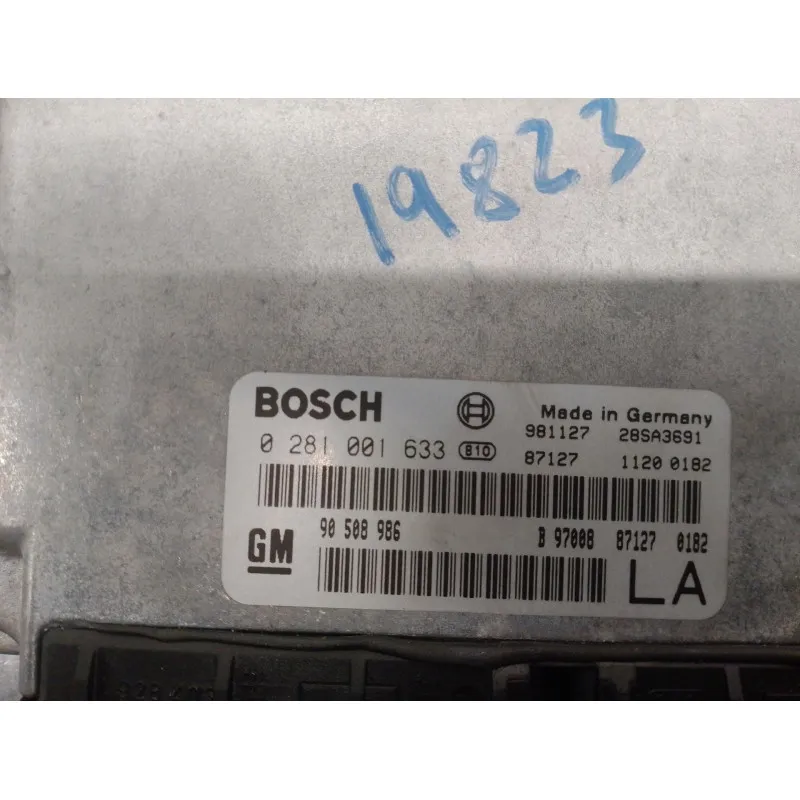 19823
BOSCH
Made in Germany
981127 28SA3691
0 281 001 633 B10
87127 1120 0182
GM
90 508 986 B 97008 87127 0182
LA